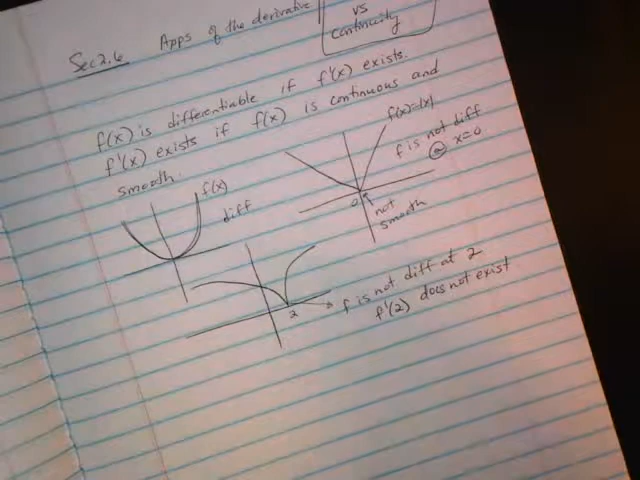 Sec 2.6 Apps of the derivative
vs
Continuity
f(x) is differentiable if f'(x) exists.
f'(x) exists if f(x) is continuous and
smooth.
f(x)
diff
f(x)=|x|
f is not diff
@ x=0
0
not
smooth
2
f is not diff at 2
f'(2) does not exist